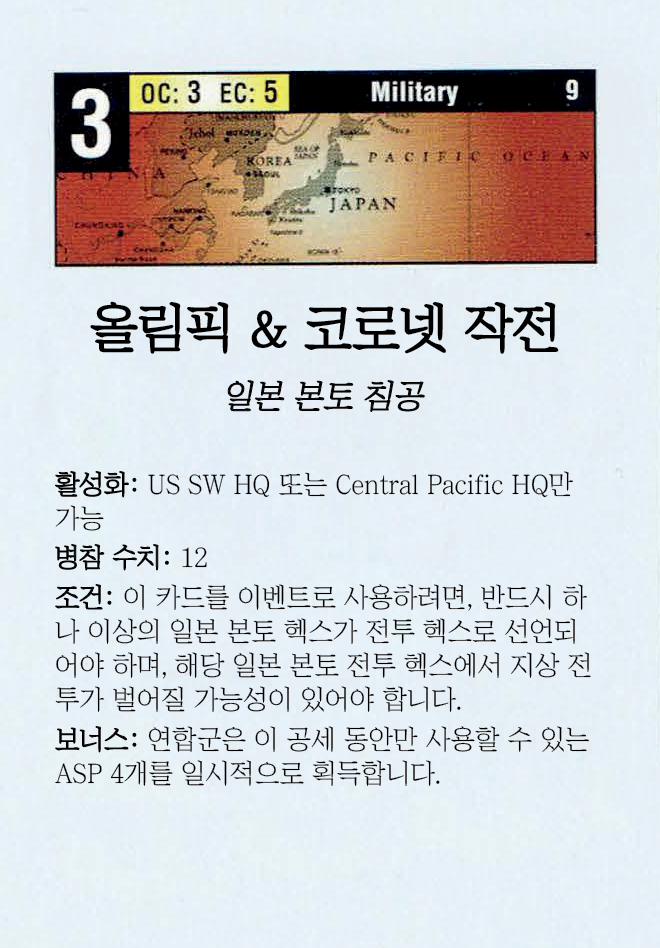 3
OC: 3 EC: 5
Military
9
KOREA
SEOUL
SEA OF
JAPAN
PACIFIC OCEAN
CHINA
TOKYO
JAPAN
올림픽 & 코로넷 작전
일본 본토 침공
활성화: US SW HQ 또는 Central Pacific HQ만
가능
병참 수치: 12
조건: 이 카드를 이벤트로 사용하려면, 반드시 하
나 이상의 일본 본토 헥스가 전투 헥스로 선언되
어야 하며, 해당 일본 본토 전투 헥스에서 지상 전
투가 벌어질 가능성이 있어야 합니다.
보너스: 연합군은 이 공세 동안만 사용할 수 있는
ASP 4개를 일시적으로 획득합니다.